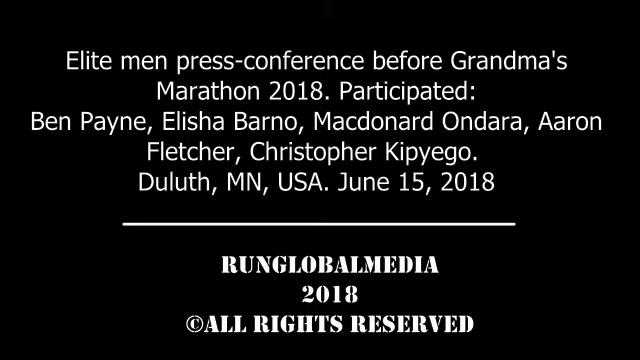 Elite men press-conference before Grandma's
Marathon 2018. Participated:
Ben Payne, Elisha Barno, Macdonard Ondara, Aaron
Fletcher, Christopher Kipyego.
Duluth, MN, USA. June 15, 2018
RUNGLOBALMEDIA
2018
©ALL RIGHTS RESERVED